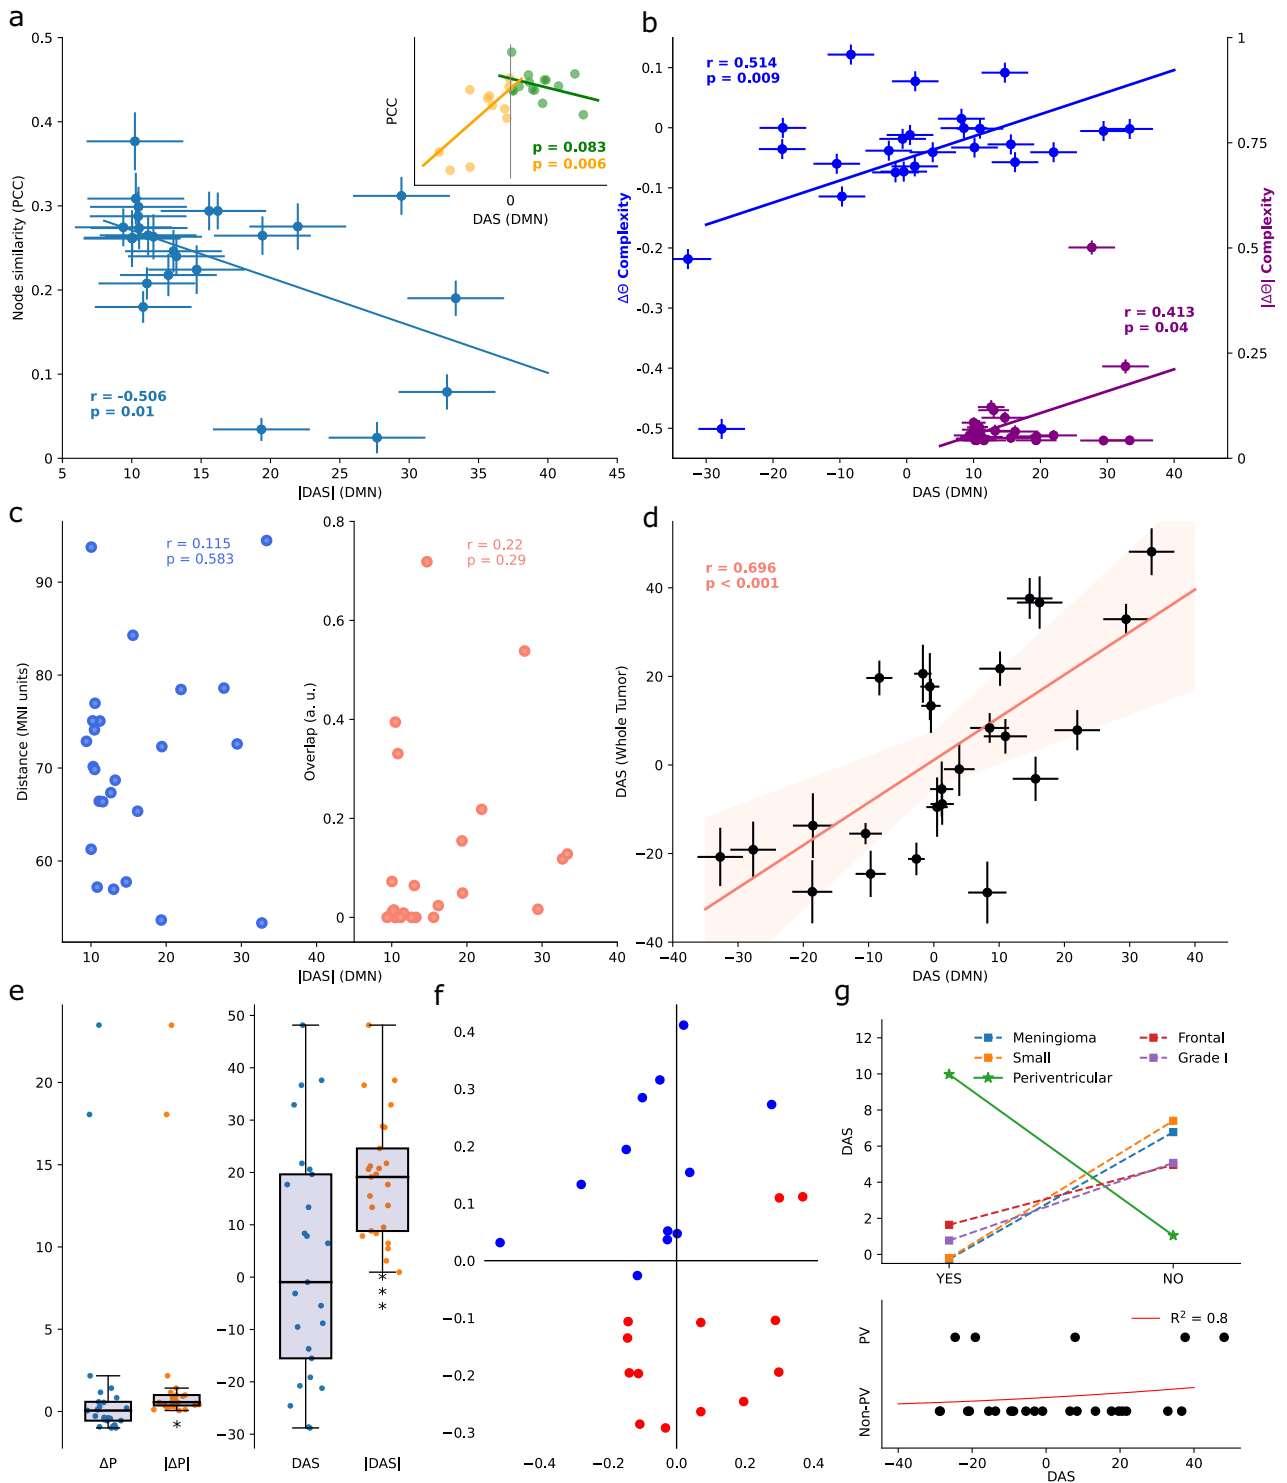 a
0.5
0.4
0.3
0.2
0.1
0
Node similarity (PCC)
r = -0.506
p = 0.01
5
10
15
20
25
30
35
40
45
|DAS| (DMN)
PCC
p = 0.083
p = 0.006
0
DAS (DMN)
b
0.1
0
-0.1
-0.2
-0.3
-0.4
-0.5
ΔΘ Complexity
r = 0.514
p = 0.009
r = 0.413
p = 0.04
1
0.75
0.5
0.25
0
|ΔΘ| Complexity
−30
−20
−10
0
10
20
30
40
DAS (DMN)
c
90
80
70
60
Distance (MNI units)
r = 0.115
p = 0.583
10
20
30
40
0.8
0.6
0.4
0.2
0
Overlap (a. u.)
r = 0.22
p = 0.29
10
20
30
40
|DAS| (DMN)
d
40
20
0
−20
−40
DAS (Whole Tumor)
r = 0.696
p < 0.001
−40
−30
−20
−10
0
10
20
30
40
DAS (DMN)
e
20
15
10
5
0
*
ΔP
|ΔP|
50
40
30
20
10
0
−10
−20
−30
*
*
*
DAS
|DAS|
f
0.4
0.3
0.2
0.1
0.0
−0.1
−0.2
−0.3
−0.4
−0.2
0.0
0.2
0.4
g
12
10
8
6
4
2
0
DAS
Meningioma
Small
Periventricular
Frontal
Grade I
YES
NO
PV
Non-PV
R² = 0.8
−40
−20
0
20
40
DAS